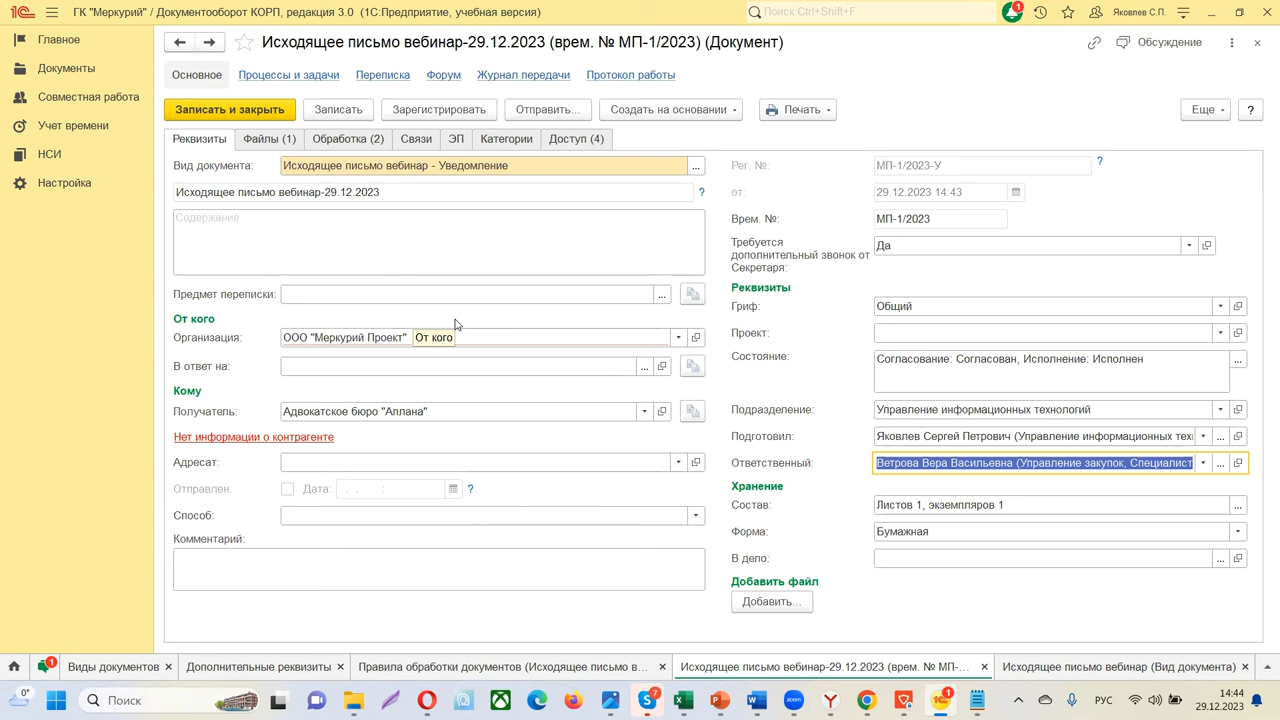 ГК "Меркурий" / Документооборот КОРП, редакция 3.0 (1С:Предприятие, учебная версия)
Поиск Ctrl+Shift+F
1
Яковлев С.П.
Главное
Документы
Совместная работа
Учет времени
НСИ
Настройка
Исходящее письмо вебинар-29.12.2023 (врем. № МП-1/2023) (Документ)
Обсуждение
Основное
Процессы и задачи
Переписка
Форум
Журнал передачи
Протокол работы
Записать и закрыть
Записать
Зарегистрировать
Отправить...
Создать на основании
Печать
Еще
?
Реквизиты
Файлы (1)
Обработка (2)
Связи
ЭП
Категории
Доступ (4)
Вид документа: Исходящее письмо вебинар - Уведомление ...
Исходящее письмо вебинар-29.12.2023 ?
Содержание
Предмет переписки: ...
От кого
Организация: ООО "Меркурий Проект" От кого
В ответ на: ...
Кому
Получатель: Адвокатское бюро "Аллана"
Нет информации о контрагенте
Адресат:
Отправлен: Дата: . . : ?
Способ:
Комментарий:
Рег. №: МП-1/2023-У ?
от: 29.12.2023 14:43
Врем. №: МП-1/2023
Требуется
дополнительный звонок от
Секретаря:
Да
Реквизиты
Гриф: Общий
Проект:
Состояние: Согласование: Согласован, Исполнение: Исполнен ...
Подразделение: Управление информационных технологий
Подготовил: Яковлев Сергей Петрович (Управление информационных тех ...
Ответственный: Ветрова Вера Васильевна (Управление закупок, Специалист ...
Хранение
Состав: Листов 1, экземпляров 1 ...
Форма: Бумажная
В дело: ...
Добавить файл
Добавить...
1
Виды документов
Дополнительные реквизиты
Правила обработки документов (Исходящее письмо в...
Исходящее письмо вебинар-29.12.2023 (врем. № МП-...
Исходящее письмо вебинар (Вид документа)
0°
Поиск
7
zoom
1
РУС
14:44
29.12.2023